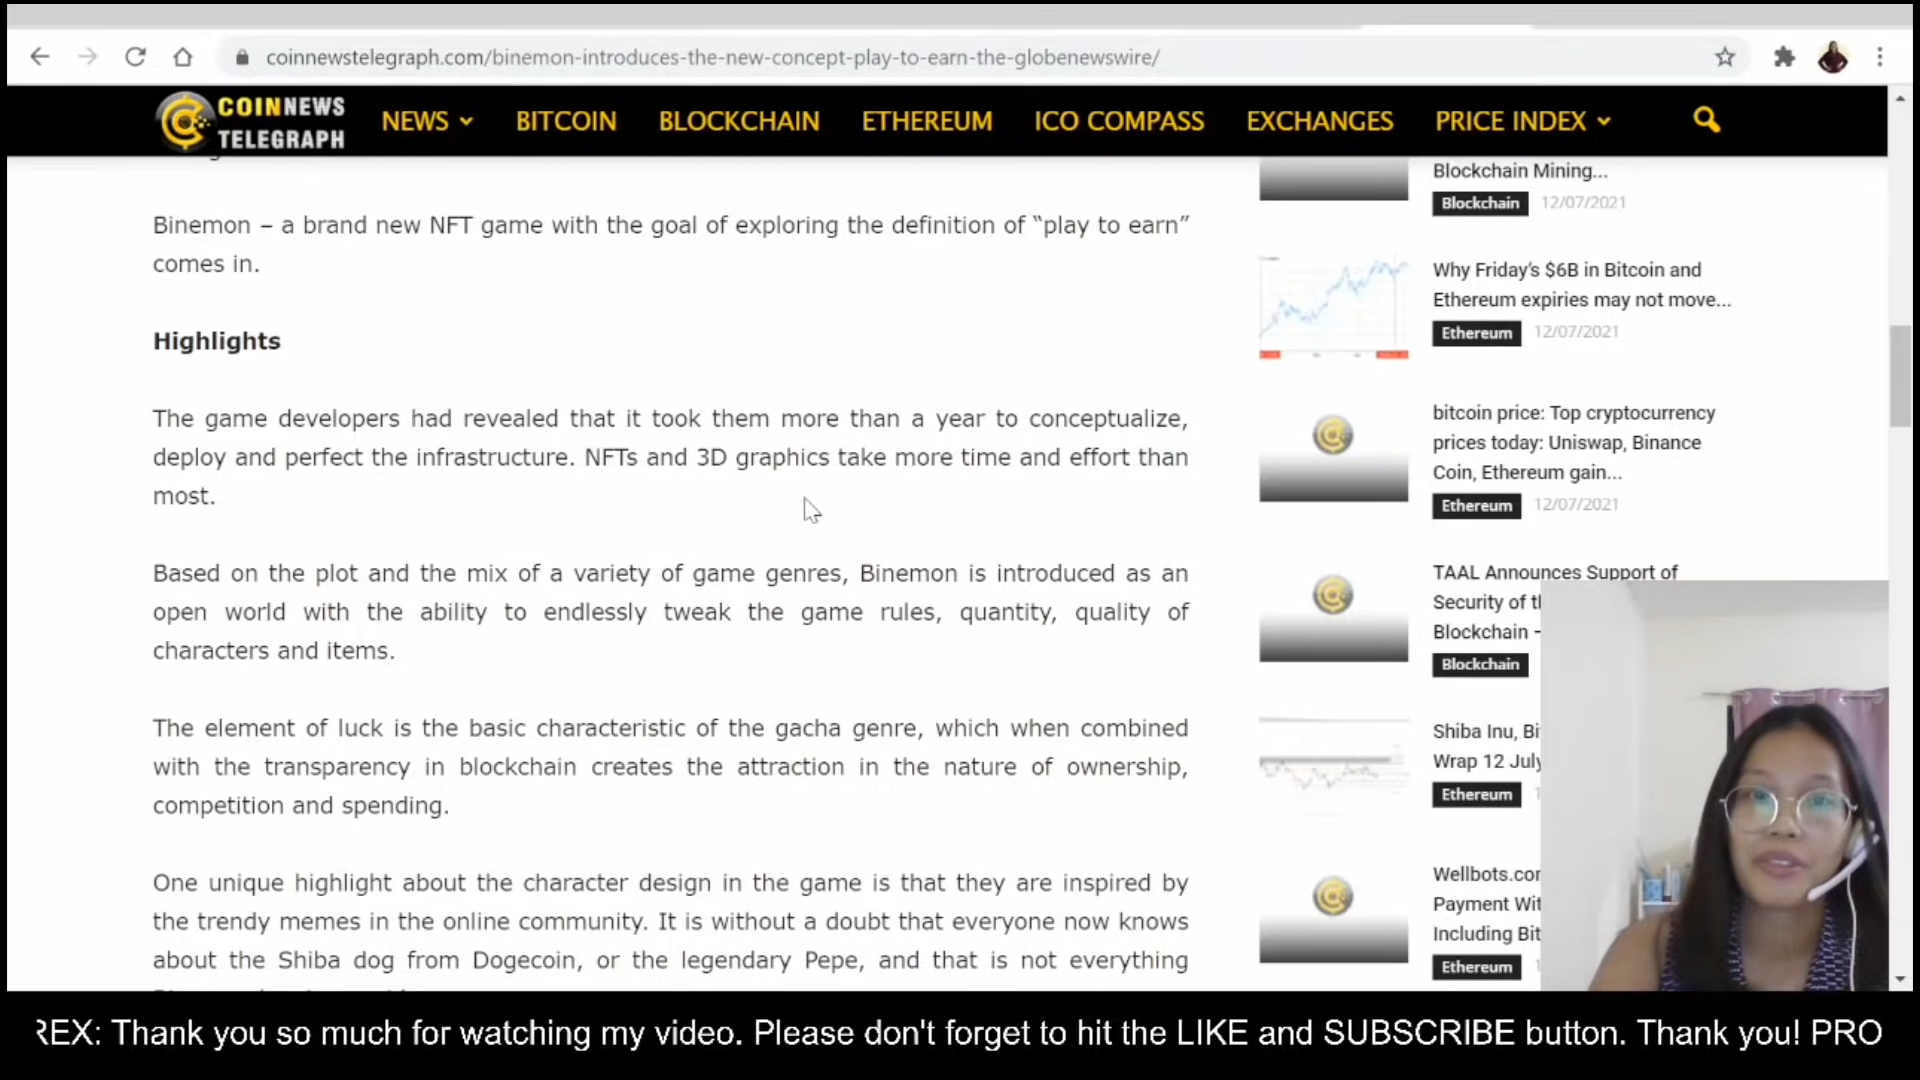 coinnewstelegraph.com/binemon-introduces-the-new-concept-play-to-earn-the-globenewswire/
COINNEWS
TELEGRAPH
NEWS BITCOIN BLOCKCHAIN ETHEREUM ICO COMPASS EXCHANGES PRICE INDEX
Binemon – a brand new NFT game with the goal of exploring the definition of “play to earn”
comes in.
Highlights
The game developers had revealed that it took them more than a year to conceptualize,
deploy and perfect the infrastructure. NFTs and 3D graphics take more time and effort than
most.
Based on the plot and the mix of a variety of game genres, Binemon is introduced as an
open world with the ability to endlessly tweak the game rules, quantity, quality of
characters and items.
The element of luck is the basic characteristic of the gacha genre, which when combined
with the transparency in blockchain creates the attraction in the nature of ownership,
competition and spending.
One unique highlight about the character design in the game is that they are inspired by
the trendy memes in the online community. It is without a doubt that everyone now knows
about the Shiba dog from Dogecoin, or the legendary Pepe, and that is not everything
Blockchain Mining...
Blockchain 12/07/2021
Why Friday’s $6B in Bitcoin and
Ethereum expiries may not move...
Ethereum 12/07/2021
bitcoin price: Top cryptocurrency
prices today: Uniswap, Binance
Coin, Ethereum gain...
Ethereum 12/07/2021
TAAL Announces Support of
Security of t
Blockchain -
Blockchain
Shiba Inu, Bi
Wrap 12 July
Ethereum
Wellbots.co
Payment Wit
Including Bit
Ethereum
REX: Thank you so much for watching my video. Please don't forget to hit the LIKE and SUBSCRIBE button. Thank you! PRO